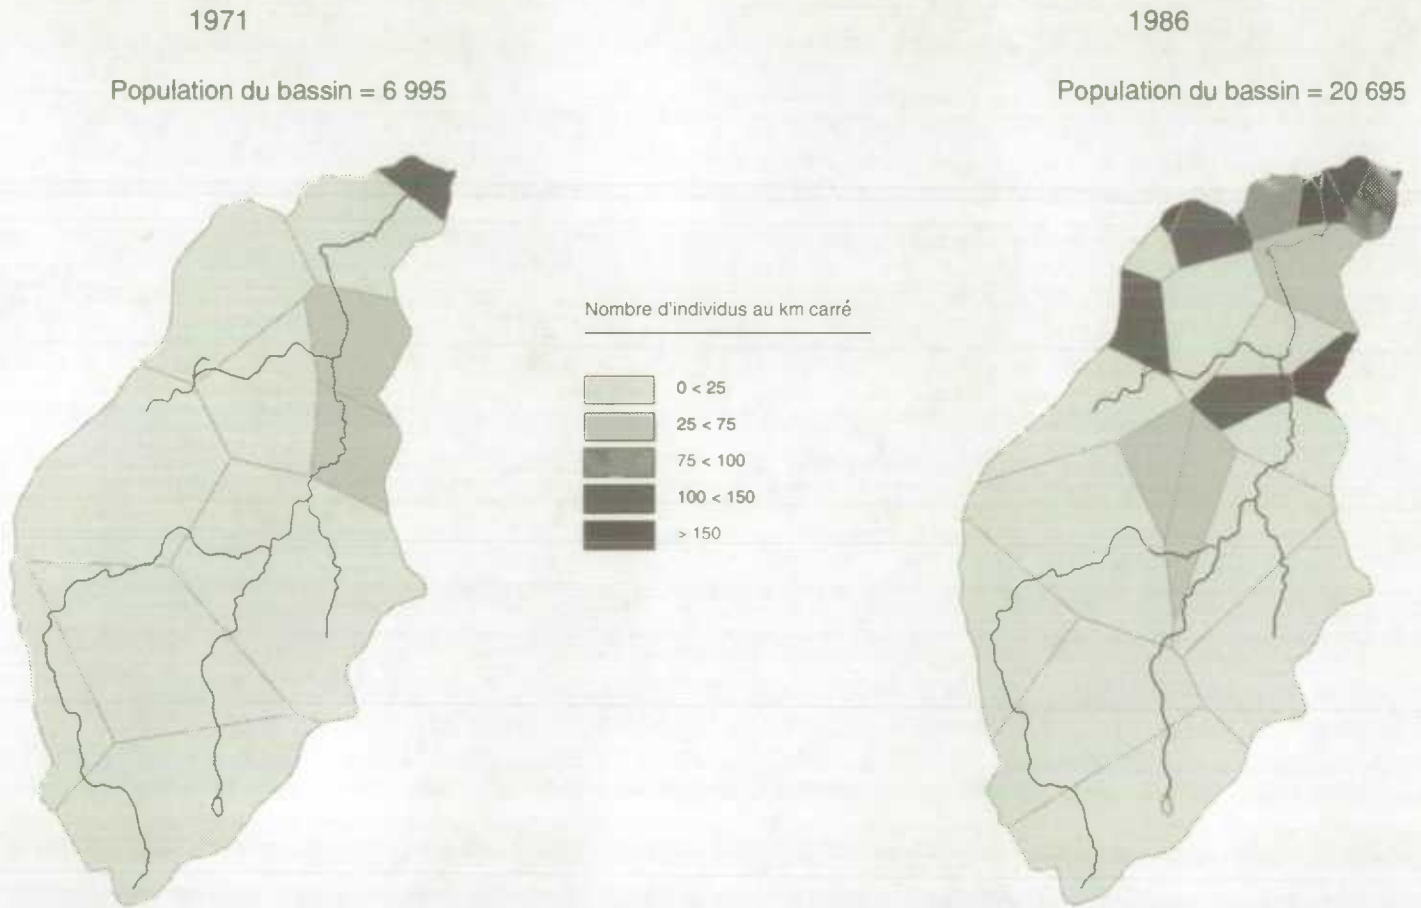 1971
Population du bassin = 6 995
1986
Population du bassin = 20 695
Nombre d'individus au km carré
0 < 25
25 < 75
75 < 100
100 < 150
> 150